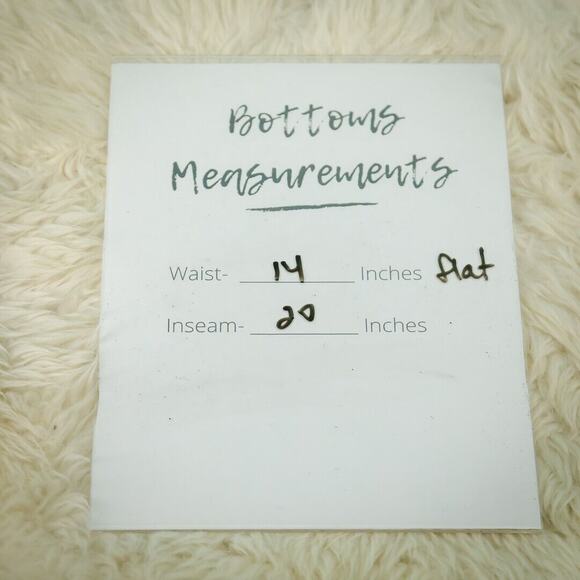 Bottoms
Measurements
Waist- 14 Inches flat
Inseam- 20 Inches